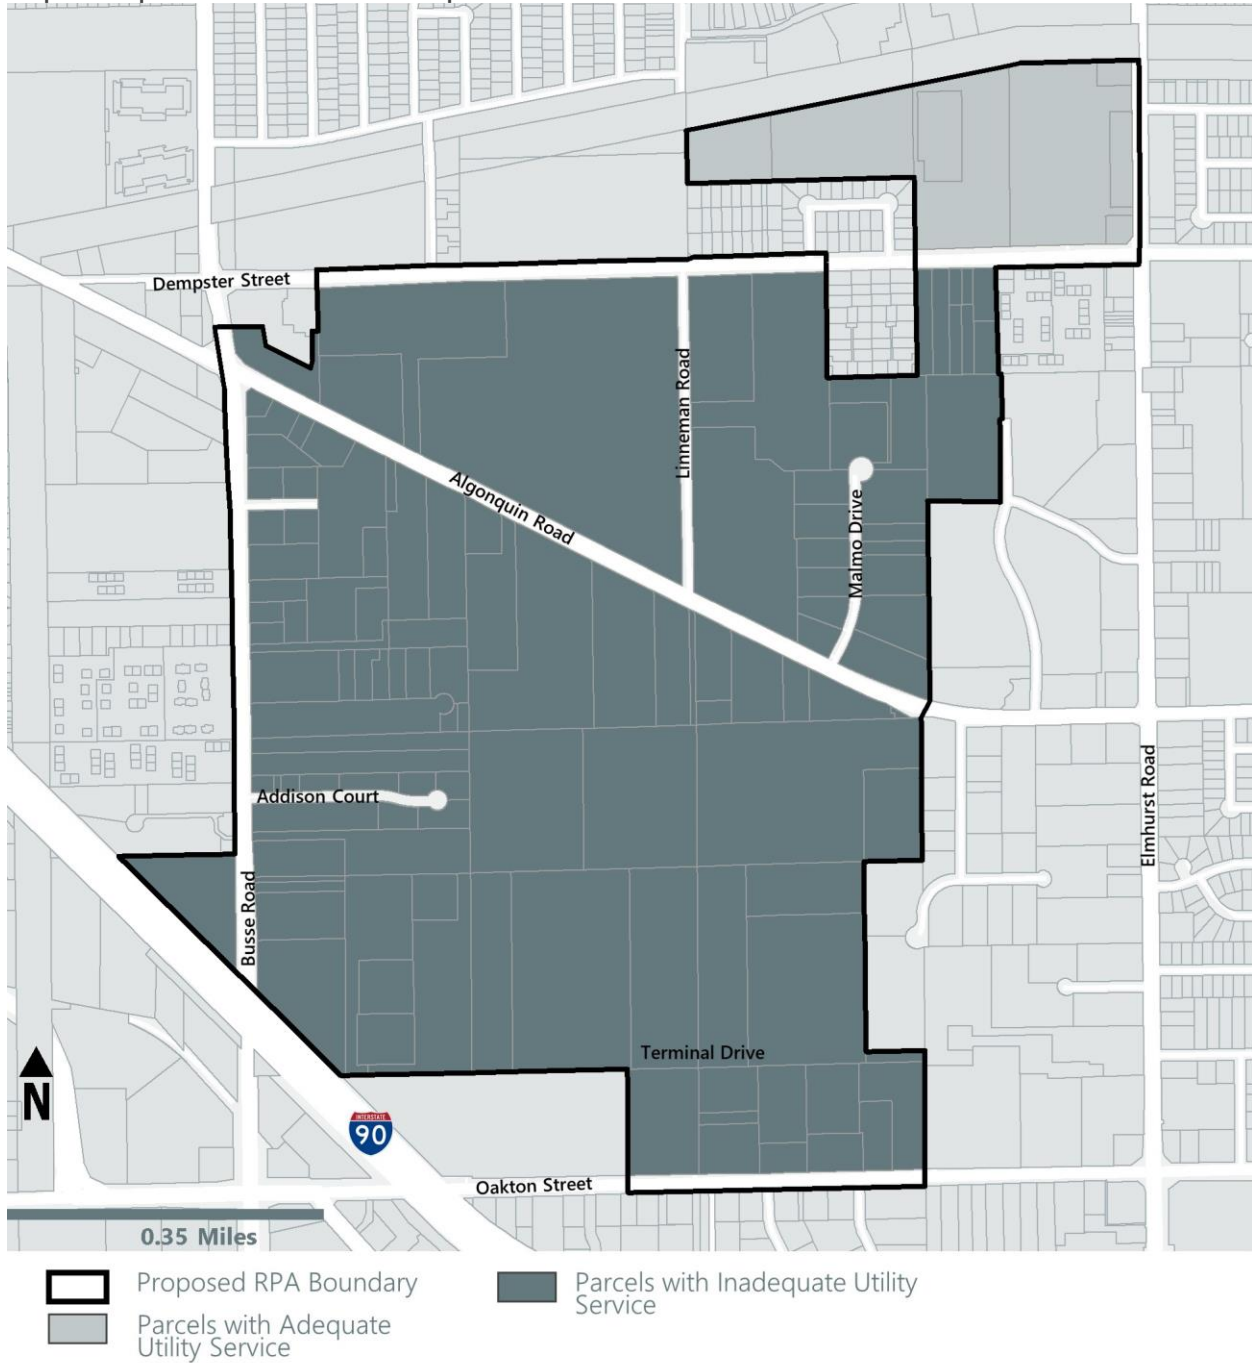 Dempster Street
Linneman Road
Algonquin Road
Malmo Drive
Addison Court
Elmhurst Road
Busse Road
Terminal Drive
N
INTERSTATE
90
Oakton Street
0.35 Miles
Proposed RPA Boundary
Parcels with Inadequate Utility
Service
Parcels with Adequate
Utility Service